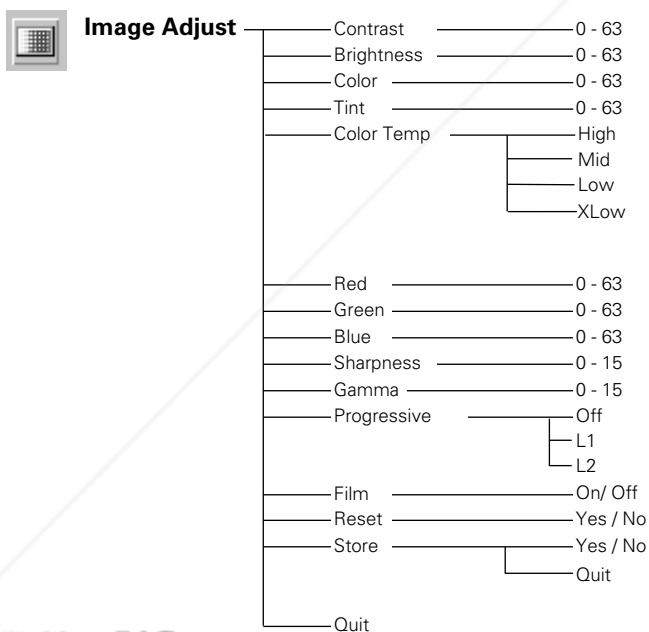 Image Adjust
Contrast 0 - 63
Brightness 0 - 63
Color 0 - 63
Tint 0 - 63
Color Temp High
Mid
Low
XLow
Red 0 - 63
Green 0 - 63
Blue 0 - 63
Sharpness 0 - 15
Gamma 0 - 15
Progressive Off
L1
L2
Film On/ Off
Reset Yes / No
Store Yes / No
Quit
Quit